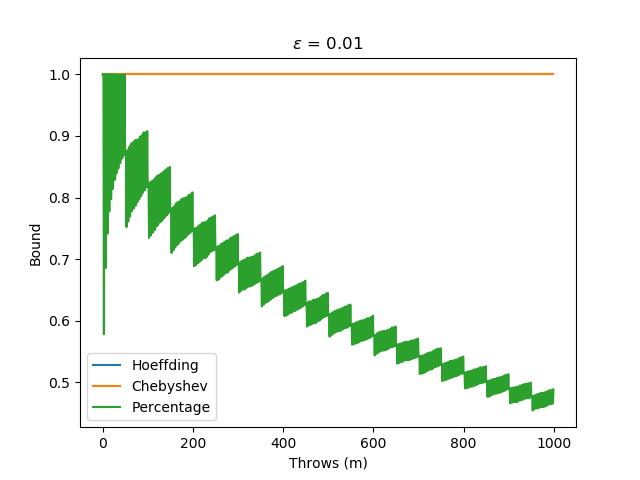 ε = 0.01
Bound
1.0
0.9
0.8
0.7
0.6
0.5
Hoeffding
Chebyshev
Percentage
0 200 400 600 800 1000
Throws (m)